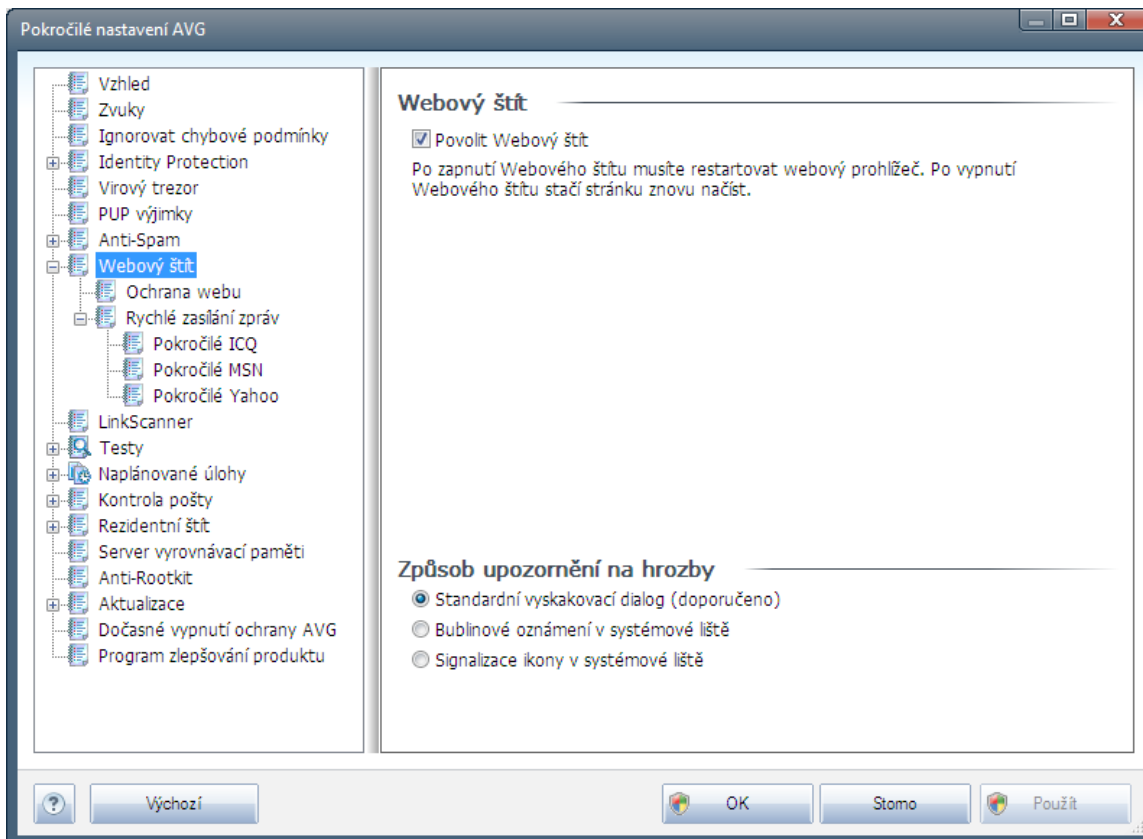 Pokročilé nastavení AVG
Vzhled
Zvuky
Ignorovat chybové podmínky
Identity Protection
Virový trezor
PUP výjimky
Anti-Spam
Webový štít
Ochrana webu
Rychlé zasílání zpráv
Pokročilé ICQ
Pokročilé MSN
Pokročilé Yahoo
LinkScanner
Testy
Naplánované úlohy
Kontrola pošty
Rezidentní štít
Server vyrovnávací paměti
Anti-Rootkit
Aktualizace
Dočasné vypnutí ochrany AVG
Program zlepšování produktu
Webový štít
Povolit Webový štít
Po zapnutí Webového štítu musíte restartovat webový prohlížeč. Po vypnutí
Webového štítu stačí stránku znovu načíst.
Způsob upozornění na hrozby
Standardní vyskakovací dialog (doporučeno)
Bublinové oznámení v systémové liště
Signalizace ikony v systémové liště
?
Výchozí
OK
Stomo
Použít